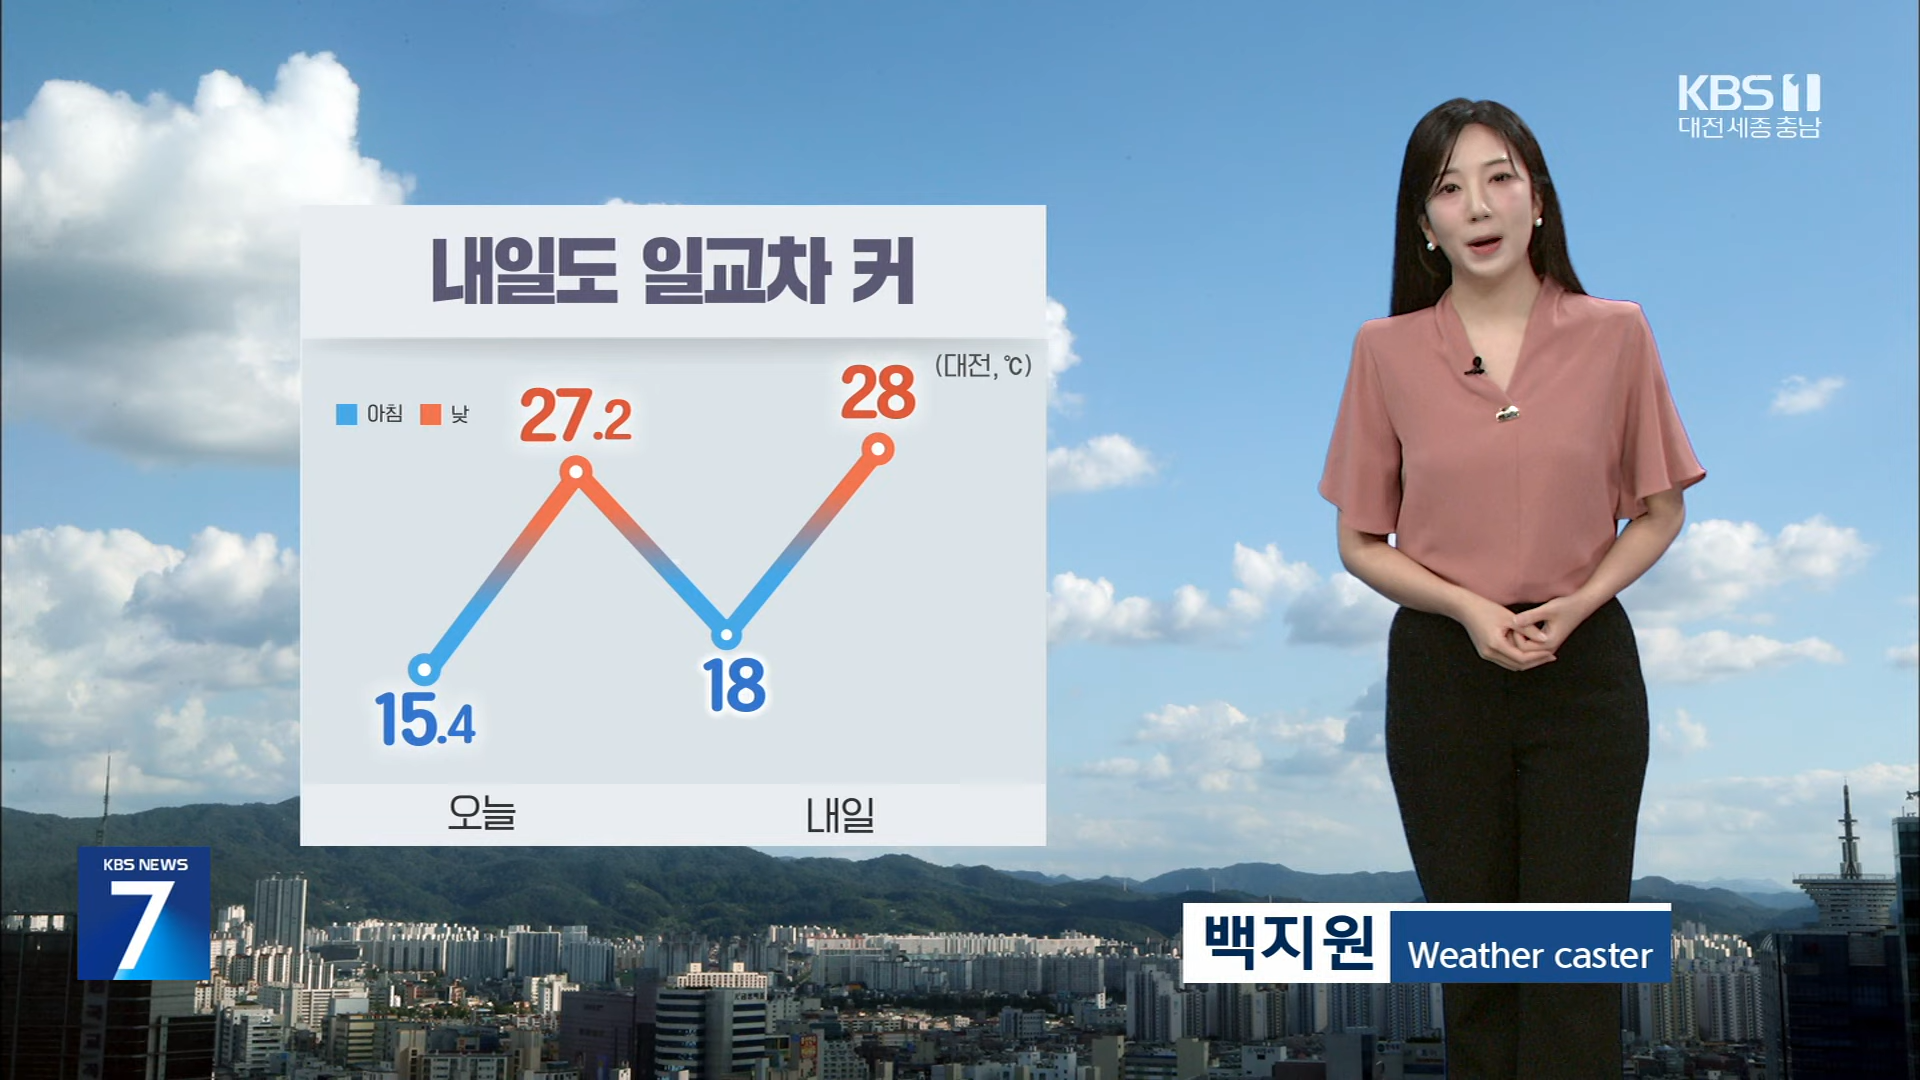 KBS 1
대전 세종 충남
내일도 일교차 커
(대전, ℃)
아침 낮
27.2
28
15.4
18
오늘 내일
KBS NEWS
7
백지원 Weather caster